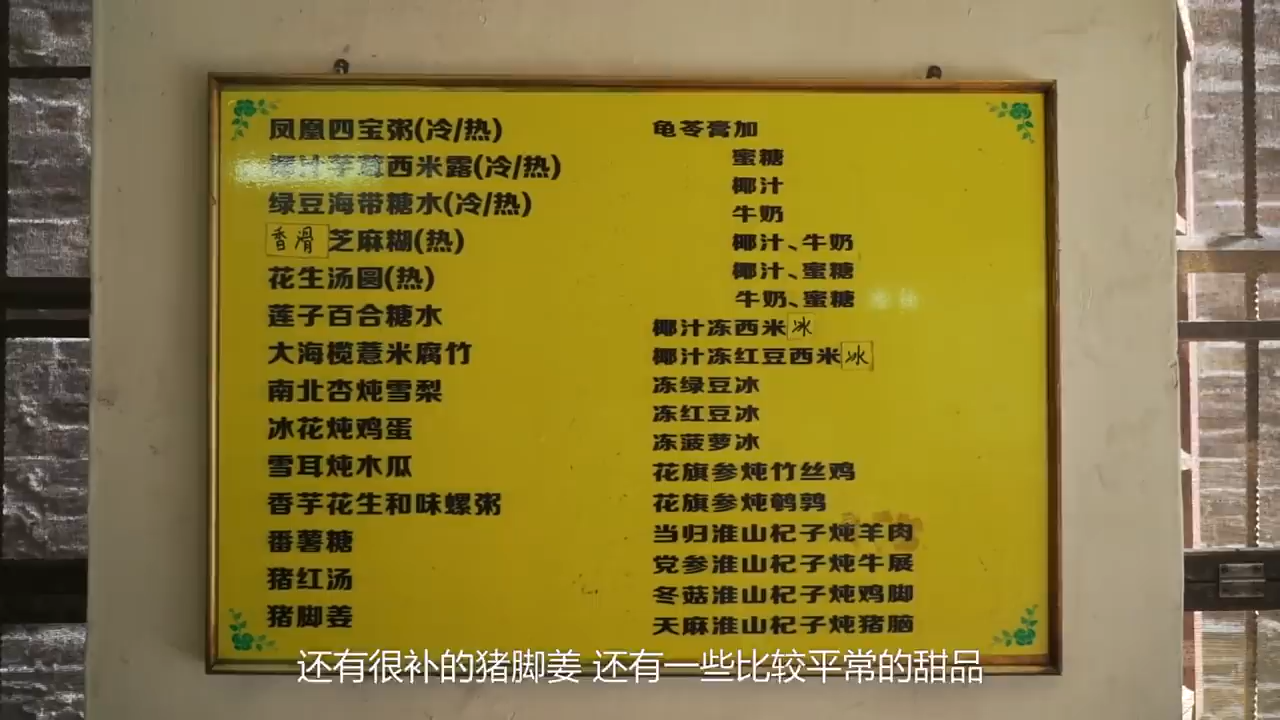 凤凰四宝粥(冷/热)
椰汁芋茸西米露(冷/热)
绿豆海带糖水(冷/热)
香滑芝麻糊(热)
花生汤圆(热)
莲子百合糖水
大海榄薏米腐竹
南北杏炖雪梨
冰花炖鸡蛋
雪耳炖木瓜
香芋花生和味螺粥
番薯糖
猪红汤
猪脚姜
龟苓膏加
蜜糖
椰汁
牛奶
椰汁、牛奶
椰汁、蜜糖
牛奶、蜜糖
椰汁冻西米冰
椰汁冻红豆西米冰
冻绿豆冰
冻红豆冰
冻菠萝冰
花旗参炖竹丝鸡
花旗参炖鹌鹑
当归淮山杞子炖羊肉
党参淮山杞子炖牛展
冬菇淮山杞子炖鸡脚
天麻淮山杞子炖猪脑
还有很补的猪脚姜 还有一些比较平常的甜品